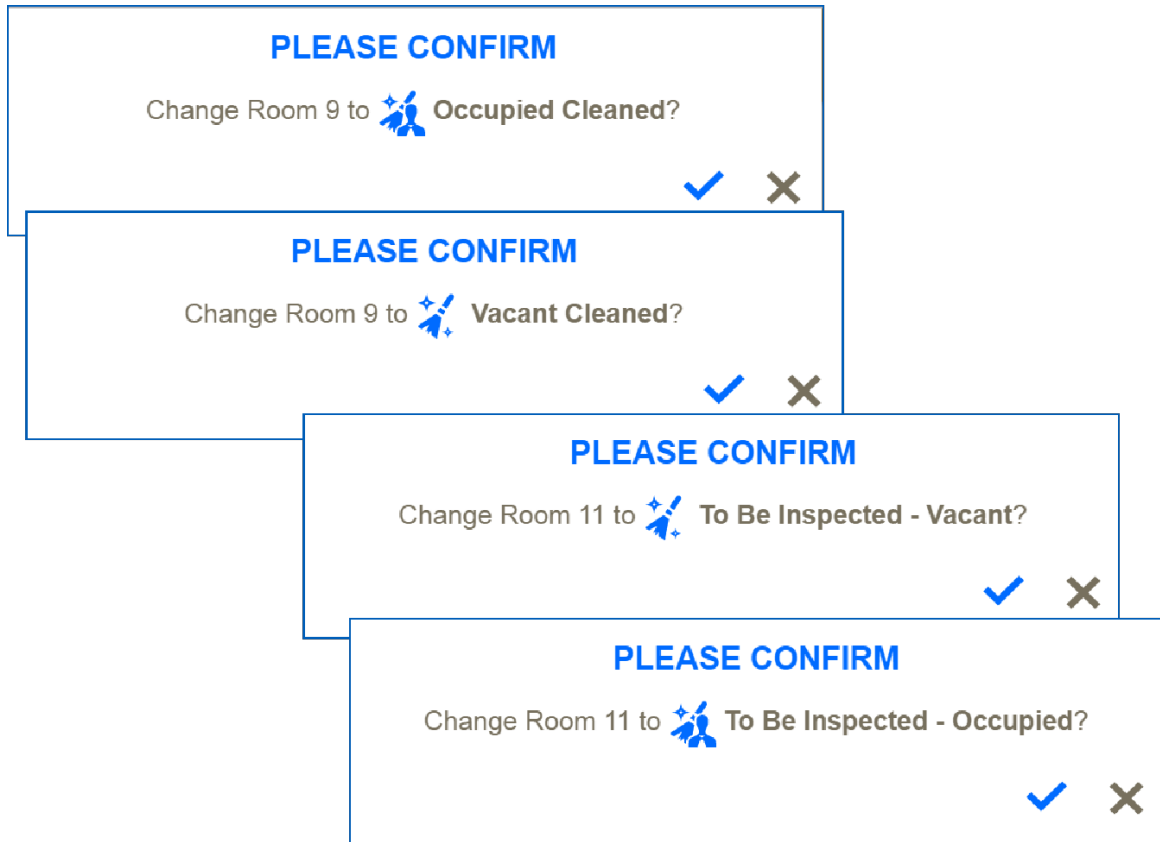 PLEASE CONFIRM
Change Room 9 to Occupied Cleaned?
PLEASE CONFIRM
Change Room 9 to Vacant Cleaned?
PLEASE CONFIRM
Change Room 11 to To Be Inspected - Vacant?
PLEASE CONFIRM
Change Room 11 to To Be Inspected - Occupied?